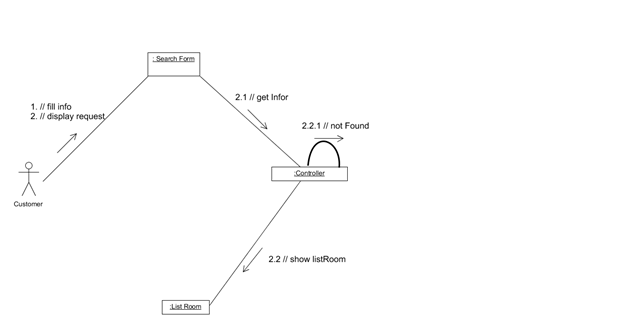 : Search Form
1. // fill info
2. // display request
2.1 // get Infor
2.2.1 // not Found
:Controller
Customer
2.2 // show listRoom
:List Room